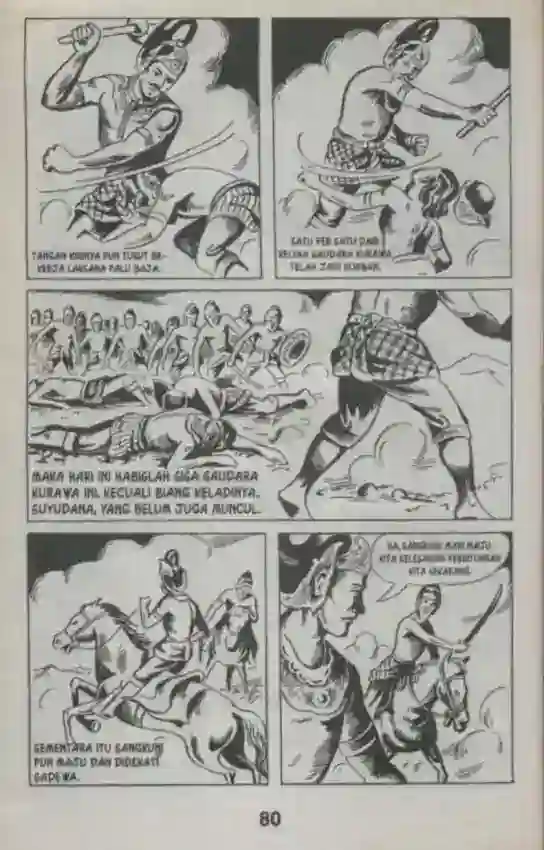 TANGAN KIRINYA PUN TURUT BE-
KERJA LAKSANA PALU BAJA.
SATU PER SATU DARI
SAUDARA KURAWA
TELAH JADI KORBAN.
MAKA HARI INI HABISLAH SISA SAUDARA
KURAWA INI, KECUALI BIANG KELADINYA,
SUYUDANA, YANG BELUM JUGA MUNCUL.
SEMENTARA ITU SANGKUNI
PUN MAJU DAN DIDEKATI
SADEWA.
HA, SANGKUNI MARI MAJU
KITA SELESAIKAN PERHITUNGAN
KITA SEKARANG.
80